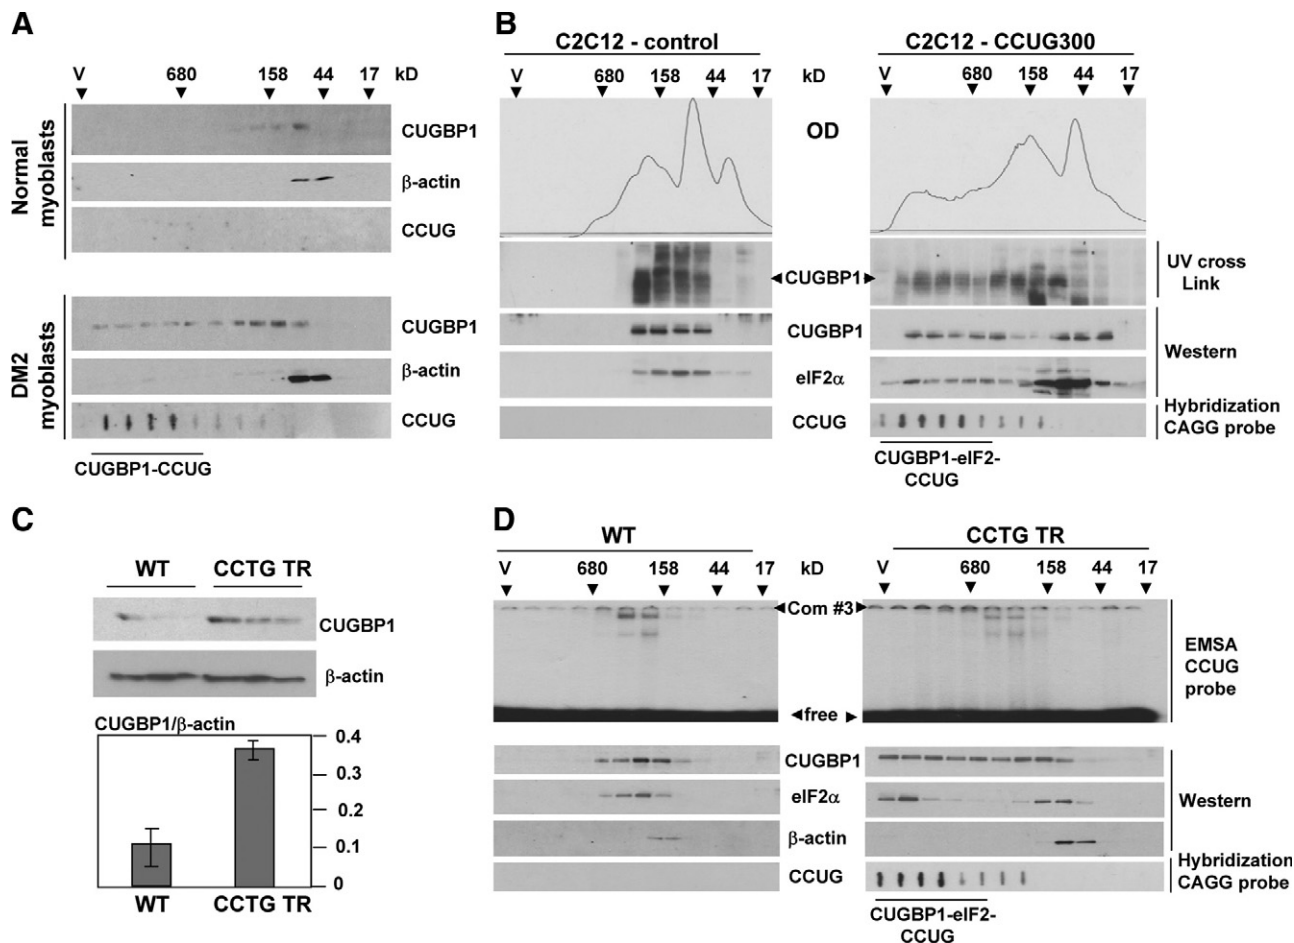 A
V 680 158 44 17 kD
Normal
myoblasts
CUGBP1
β-actin
CCUG
DM2
myoblasts
CUGBP1
β-actin
CCUG
CUGBP1-CCUG
B
C2C12 - control
C2C12 - CCUG300
V 680 158 44 17 kD V 680 158 44 17
OD
CUGBP1
UV cross
Link
CUGBP1
eIF2α
Western
CCUG
Hybridization
CAGG probe
CUGBP1-eIF2-
CCUG
C
WT CCTG TR
CUGBP1
β-actin
CUGBP1/β-actin
0.4
0.3
0.2
0.1
0
WT CCTG TR
D
WT
CCTG TR
V 680 158 44 17 kD V 680 158 44 17
Com #3
EMSA
CCUG
probe
free
CUGBP1
eIF2α
β-actin
Western
CCUG
Hybridization
CAGG probe
CUGBP1-eIF2-
CCUG